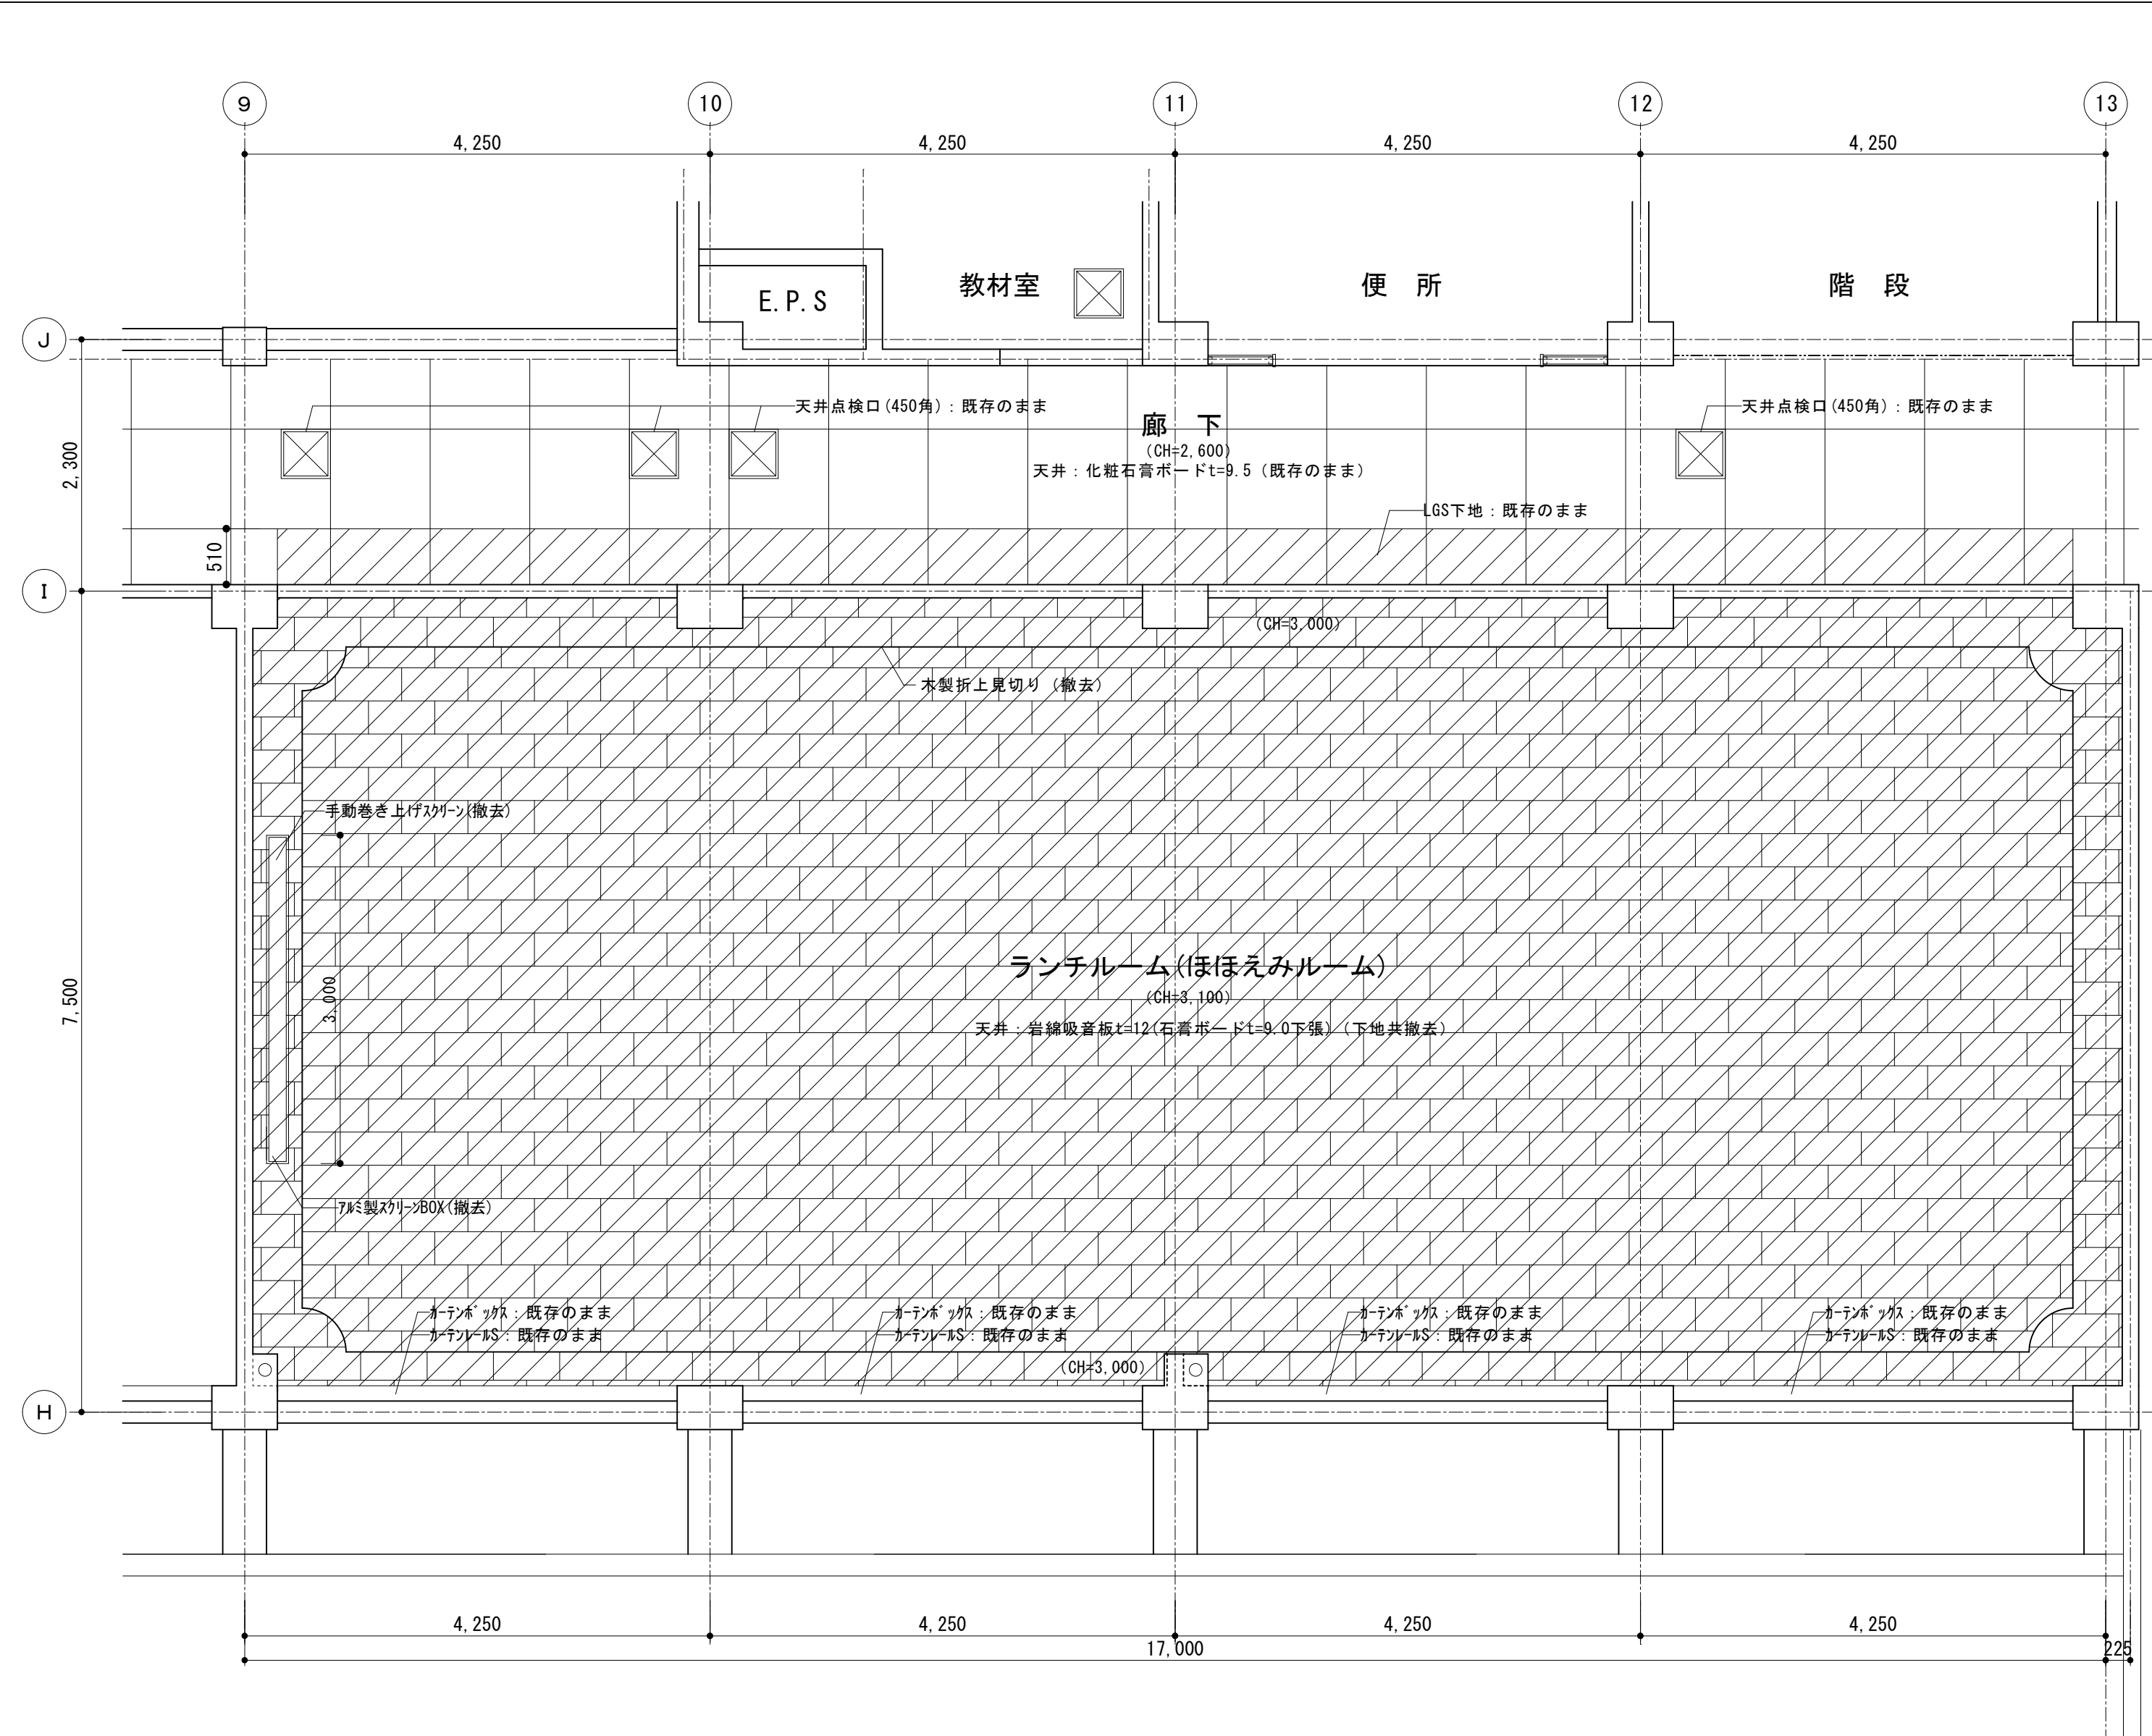 9 10 11 12 13
4,250 4,250 4,250 4,250
E.P.S 教材室 便 所 階 段
J
天井点検口(450角)：既存のまま 天井点検口(450角)：既存のまま
廊 下
(CH=2,600)
天井：化粧石膏ボードt=9.5（既存のまま）
2,300
LGS下地：既存のまま
510
I
(CH=3,000)
木製折上見切り（撤去）
手動巻き上げｽｸﾘｰﾝ(撤去)
3,000
7,500
ランチルーム(ほほえみルーム)
(CH=3,100)
天井：岩綿吸音板t=12(石膏ボードt=9.0下張)（下地共撤去）
ｱﾙﾐ製ｽｸﾘｰﾝBOX(撤去)
ｶｰﾃﾝﾎﾞｯｸｽ：既存のまま ｶｰﾃﾝﾎﾞｯｸｽ：既存のまま ｶｰﾃﾝﾎﾞｯｸｽ：既存のまま ｶｰﾃﾝﾎﾞｯｸｽ：既存のまま
ｶｰﾃﾝﾚｰﾙS：既存のまま ｶｰﾃﾝﾚｰﾙS：既存のまま ｶｰﾃﾝﾚｰﾙS：既存のまま ｶｰﾃﾝﾚｰﾙS：既存のまま
(CH=3,000)
H
4,250 4,250 4,250 4,250
17,000 225